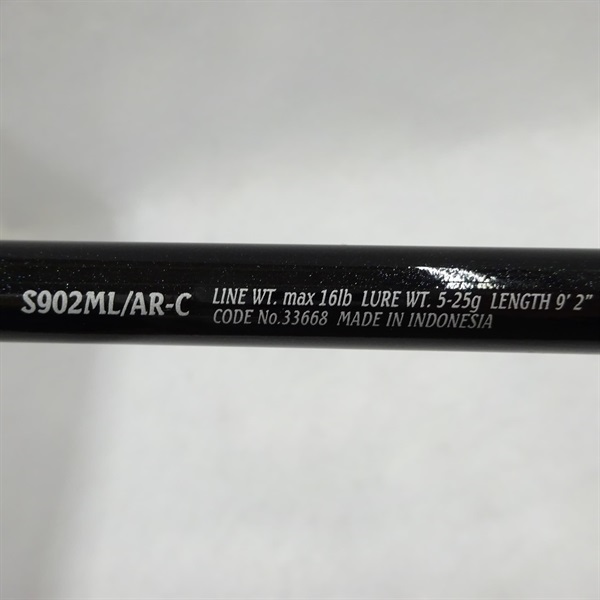 S902ML/AR-C
LINE WT. max 16lb LURE WT. 5-25g LENGTH 9' 2"
CODE No.33668 MADE IN INDONESIA